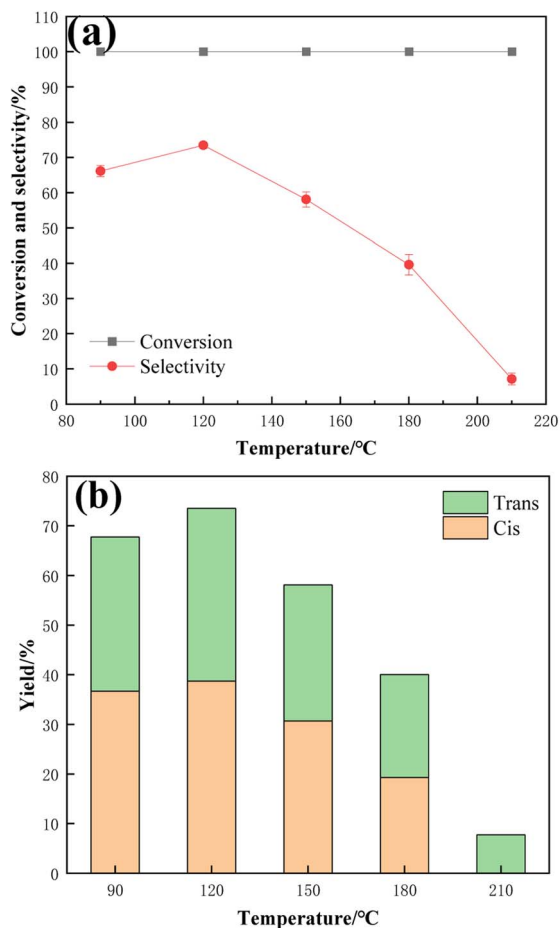 (a)
110
100
90
80
70
60
50
40
30
20
10
0
Conversion and selectivity/%
Conversion
Selectivity
80 100 120 140 160 180 200 220
Temperature/°C
(b)
80
70
60
50
40
30
20
10
0
Yield/%
Trans
Cis
90 120 150 180 210
Temperature/°C